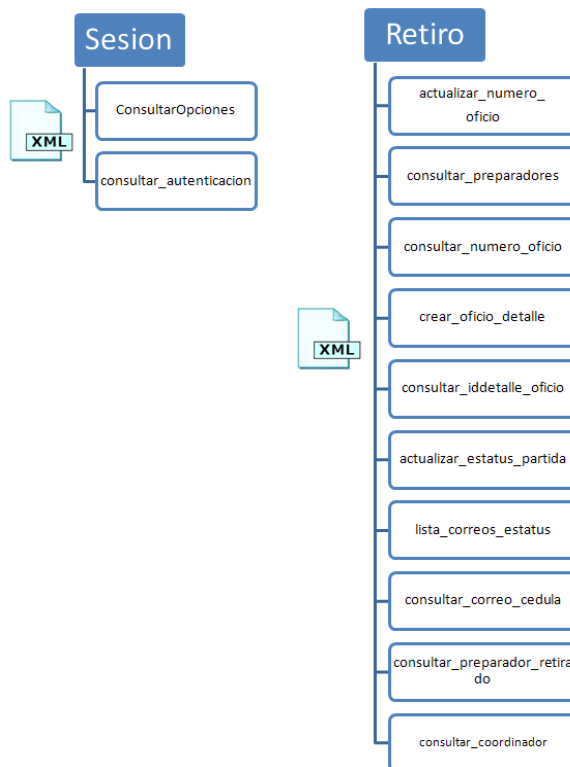 Sesion
ConsultarOpciones
XML
consultar_autenticacion
Retiro
actualizar_numero_
oficio
consultar_preparadores
consultar_numero_oficio
crear_oficio_detalle
XML
consultar_iddetalle_oficio
actualizar_estatus_partida
lista_correos_estatus
consultar_correo_cedula
consultar_preparador_retira
do
consultar_coordinador